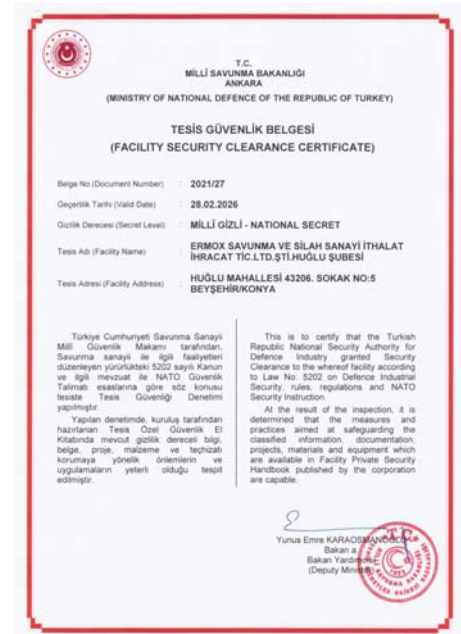 T.C.
MİLLÎ SAVUNMA BAKANLIĞI
ANKARA
(MINISTRY OF NATIONAL DEFENCE OF THE REPUBLIC OF TURKEY)
TESİS GÜVENLİK BELGESİ
(FACILITY SECURITY CLEARANCE CERTIFICATE)
Belge No.(Document Number) : 2021/27
Geçerlilik Tarihi (Valid Date) : 28.02.2026
Gizlilik Derecesi (Secret Level) : MİLLÎ GİZLİ - NATIONAL SECRET
Tesis Adı (Facility Name) : ERMOX SAVUNMA VE SİLAH SANAYİ İTHALAT
İHRACAT TİC.LTD.ŞTİ.HUĞLU ŞUBESİ
Tesis Adresi (Facility Address) : HUĞLU MAHALLESİ 43206. SOKAK NO:5
BEYŞEHİR/KONYA
Türkiye Cumhuriyeti Savunma Sanayii
Millî Güvenlik Makamı tarafından,
Savunma sanayii ile ilgili faaliyetleri
düzenleyen yürürlükteki 5202 sayılı Kanun
ve ilgili mevzuat ile NATO Güvenlik
Talimatı esaslarına göre söz konusu
tesiste Tesis Güvenliği Denetimi
yapılmıştır.
Yapılan denetimde, kuruluş tarafından
hazırlanan Tesis Özel Güvenlik El
Kitabında mevcut gizlilik dereceli bilgi,
belge, proje, malzeme ve teçhizatı
korumaya yönelik önlemlerin ve
uygulamaların yeterli olduğu tespit
edilmiştir.
This is to certify that the Turkish
Republic National Security Authority for
Defence Industry granted Security
Clearance to the whereof facility according
to Law No: 5202 on Defence Industrial
Security, rules, regulations and NATO
Security Instruction.
At the result of the inspection, it is
determined that the measures and
practices aimed at safeguarding the
classified information, documentation,
projects, materials and equipment which
are available in Facility Private Security
Handbook published by the corporation
are capable.
Yunus Emre KARAOSMANOĞLU
Bakan a.
Bakan Yardımcısı
(Deputy Minister)